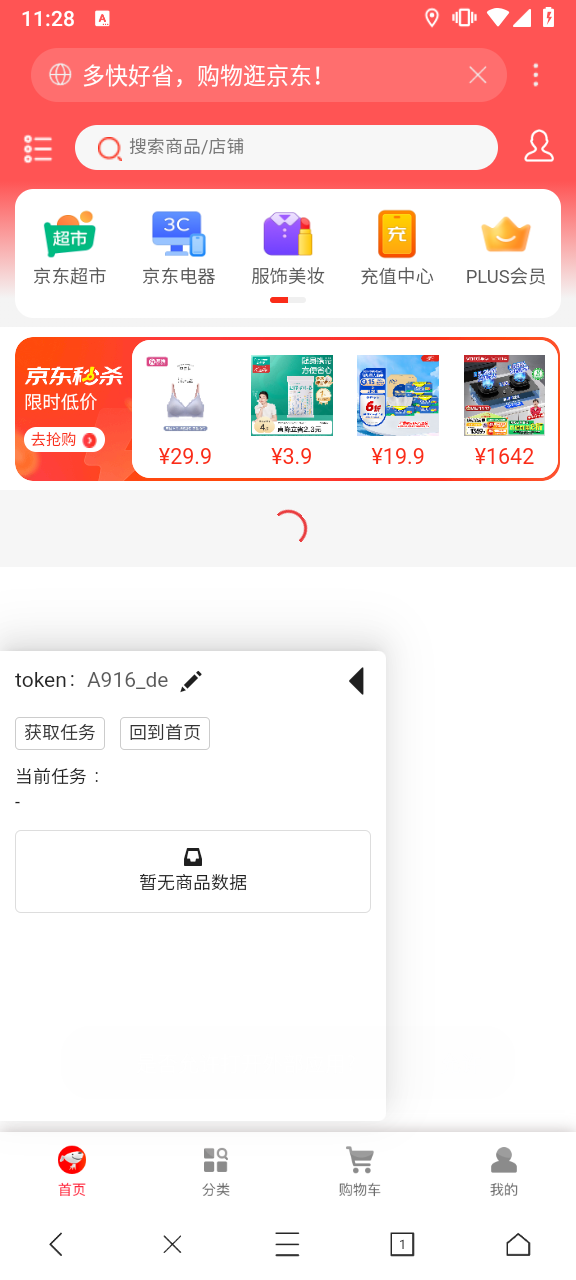 11:28
A
多快好省，购物逛京东！
搜索商品/店铺
超市
3C
充
京东超市
京东电器
服饰美妆
充值中心
PLUS会员
京东秒杀
限时低价
去抢购
6折
¥29.9
¥3.9
¥19.9
¥1642
token：A916_de
获取任务
回到首页
当前任务：
-
暂无商品数据
首页
分类
购物车
我的
1